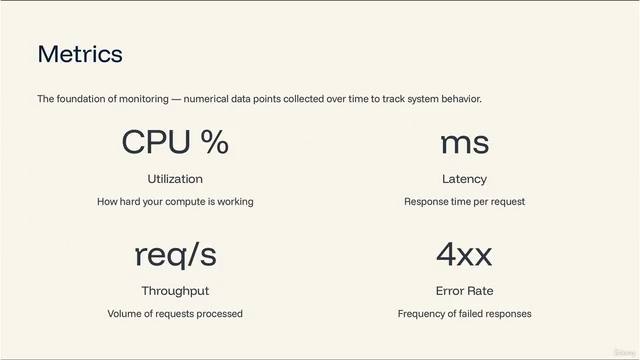 Metrics
The foundation of monitoring — numerical data points collected over time to track system behavior.
CPU %
Utilization
How hard your compute is working
ms
Latency
Response time per request
req/s
Throughput
Volume of requests processed
4xx
Error Rate
Frequency of failed responses